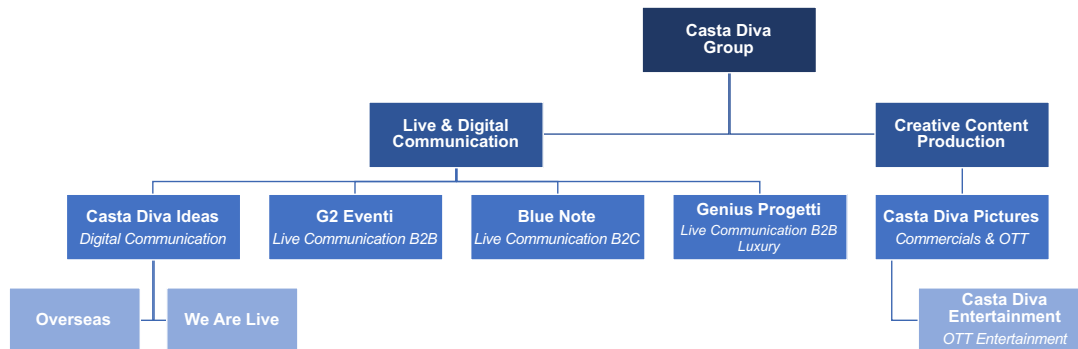 Casta Diva
Group
Live & Digital
Communication
Creative Content
Production
Casta Diva Ideas
Digital Communication
G2 Eventi
Live Communication B2B
Blue Note
Live Communication B2C
Genius Progetti
Live Communication B2B
Luxury
Casta Diva Pictures
Commercials & OTT
Overseas
We Are Live
Casta Diva
Entertainment
OTT Entertainment